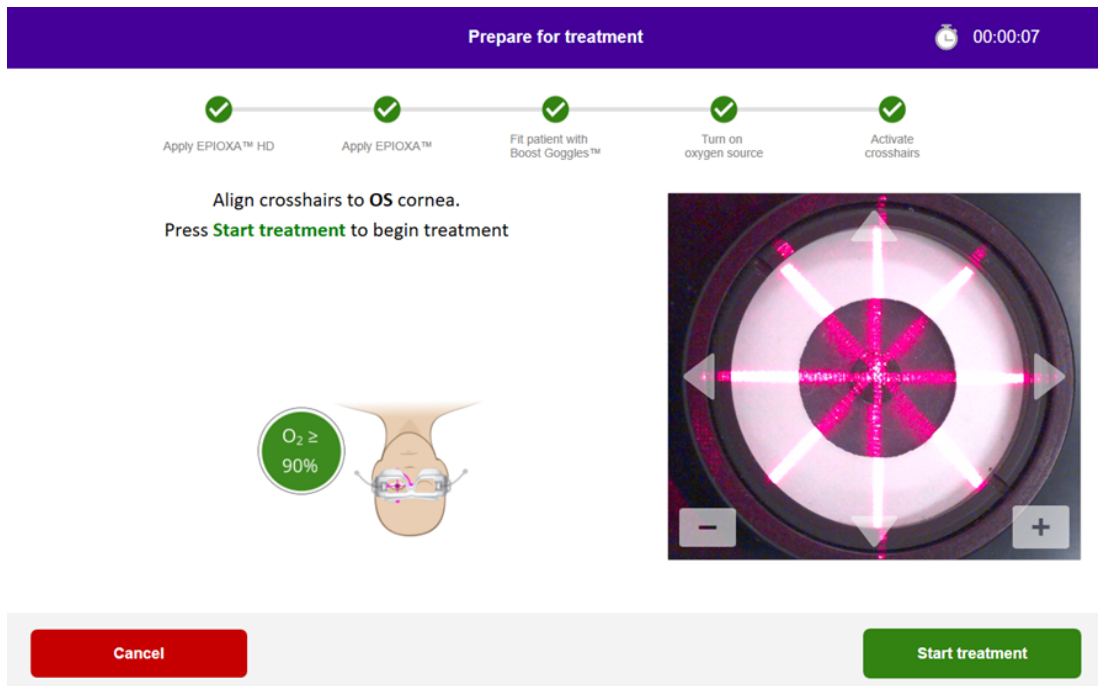 Prepare for treatment
00:00:07
Apply EPIOXA™ HD
Apply EPIOXA™
Fit patient with
Boost Goggles™
Turn on
oxygen source
Activate
crosshairs
Align crosshairs to OS cornea.
Press Start treatment to begin treatment
O₂ ≥
90%
−
+
Cancel
Start treatment